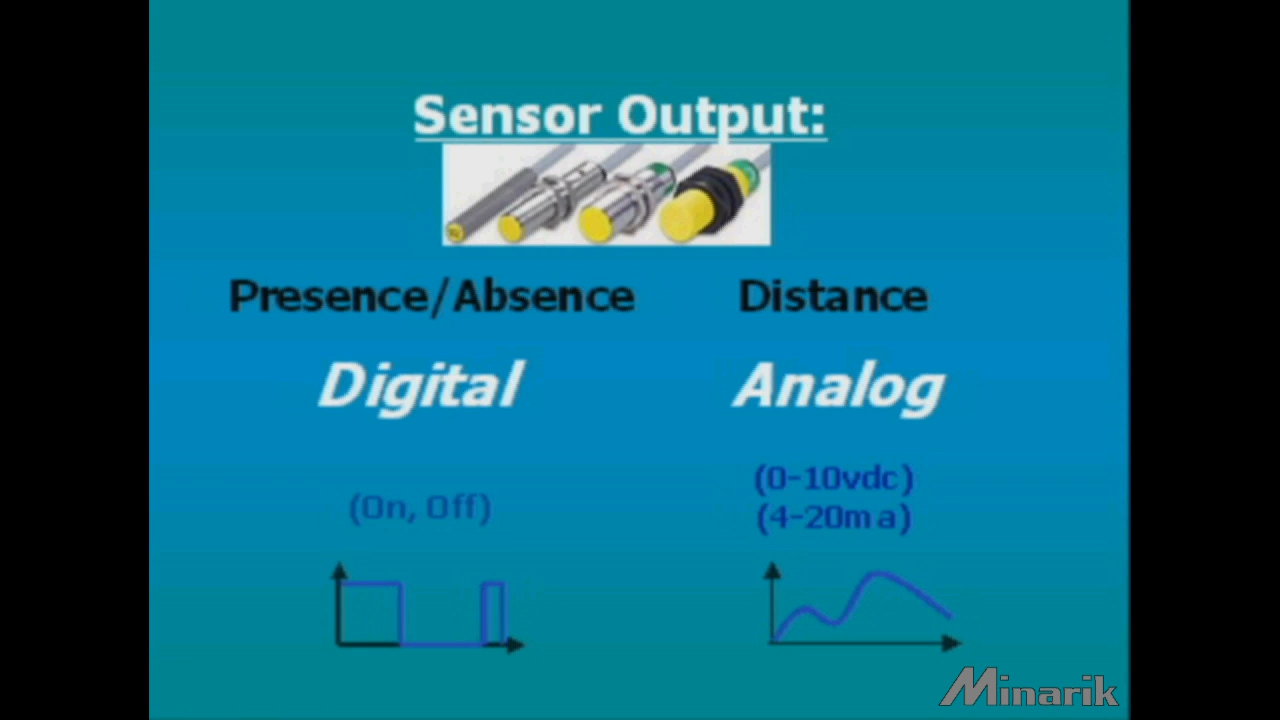 Sensor Output:
Presence/Absence
Distance
Digital
Analog
(On, Off)
(0-10vdc)
(4-20ma)
Minarik